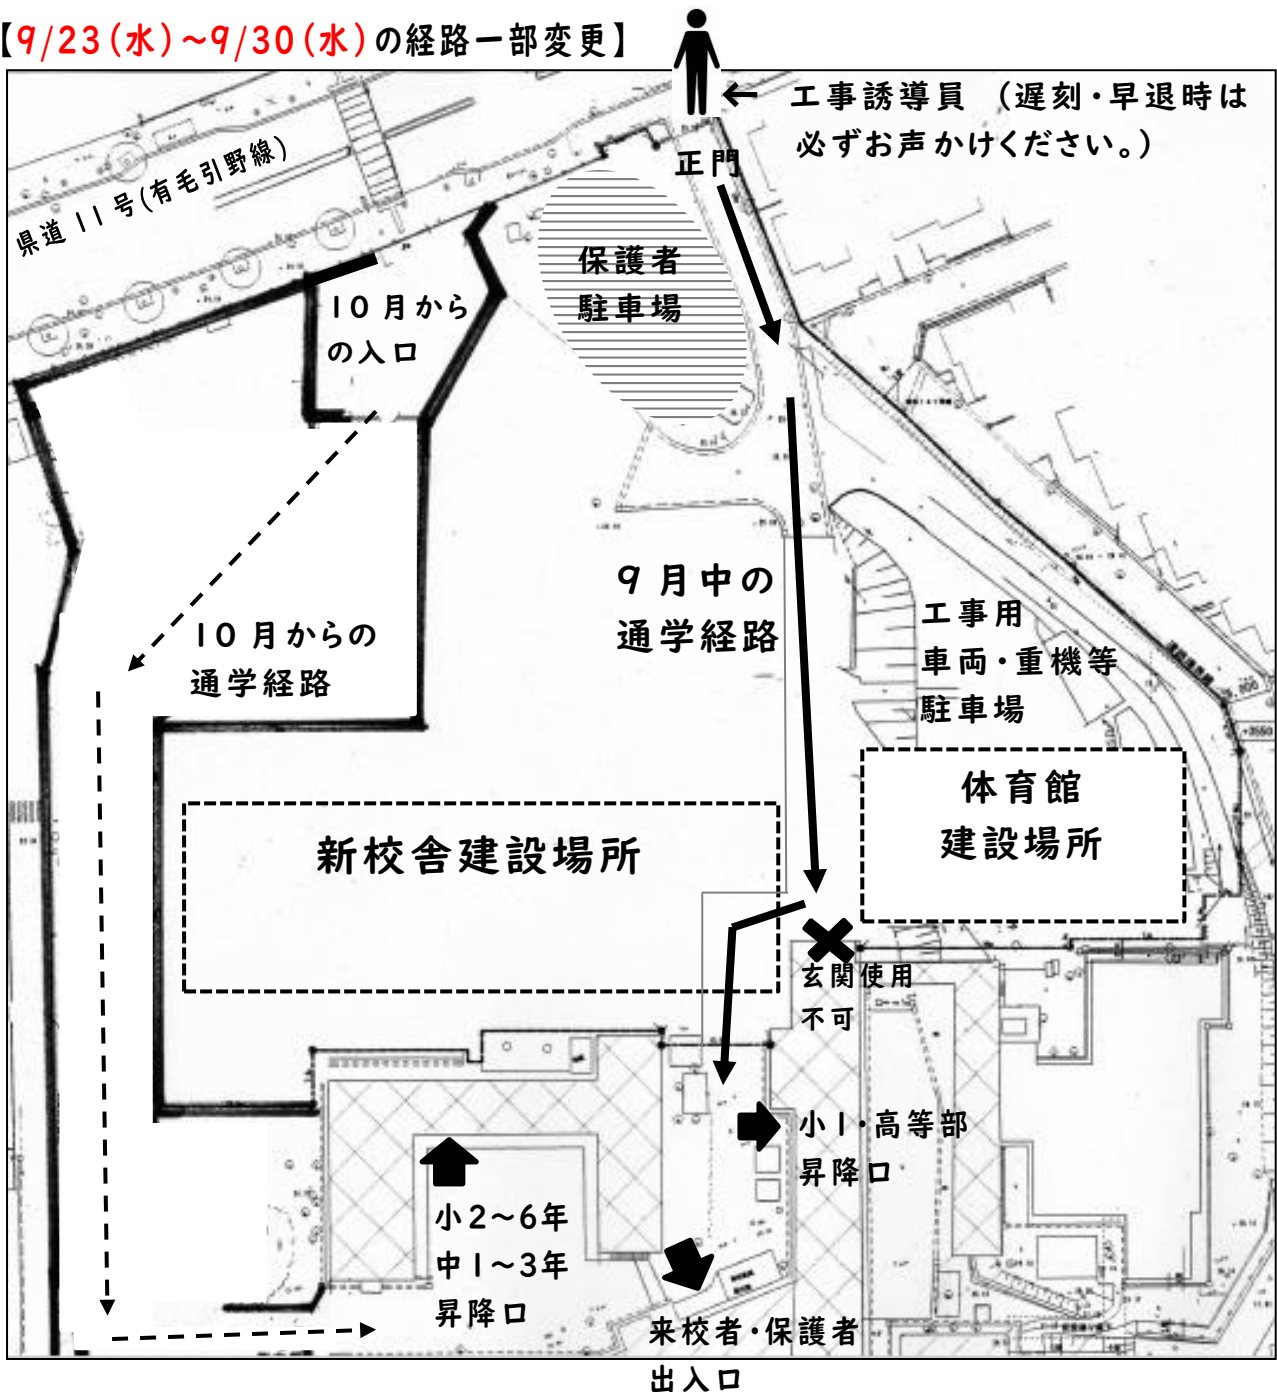 【9/23(水)~9/30(水)の経路一部変更】
工事誘導員 (遅刻・早退時は
必ずお声かけください。)
正門
県道11号(有毛引野線)
保護者
駐車場
10月から
の入口
9月中の
通学経路
10月からの
通学経路
工事用
車両・重機等
駐車場
体育館
建設場所
新校舎建設場所
玄関使用
不可
小1・高等部
昇降口
小2~6年
中1~3年
昇降口
来校者・保護者
出入口